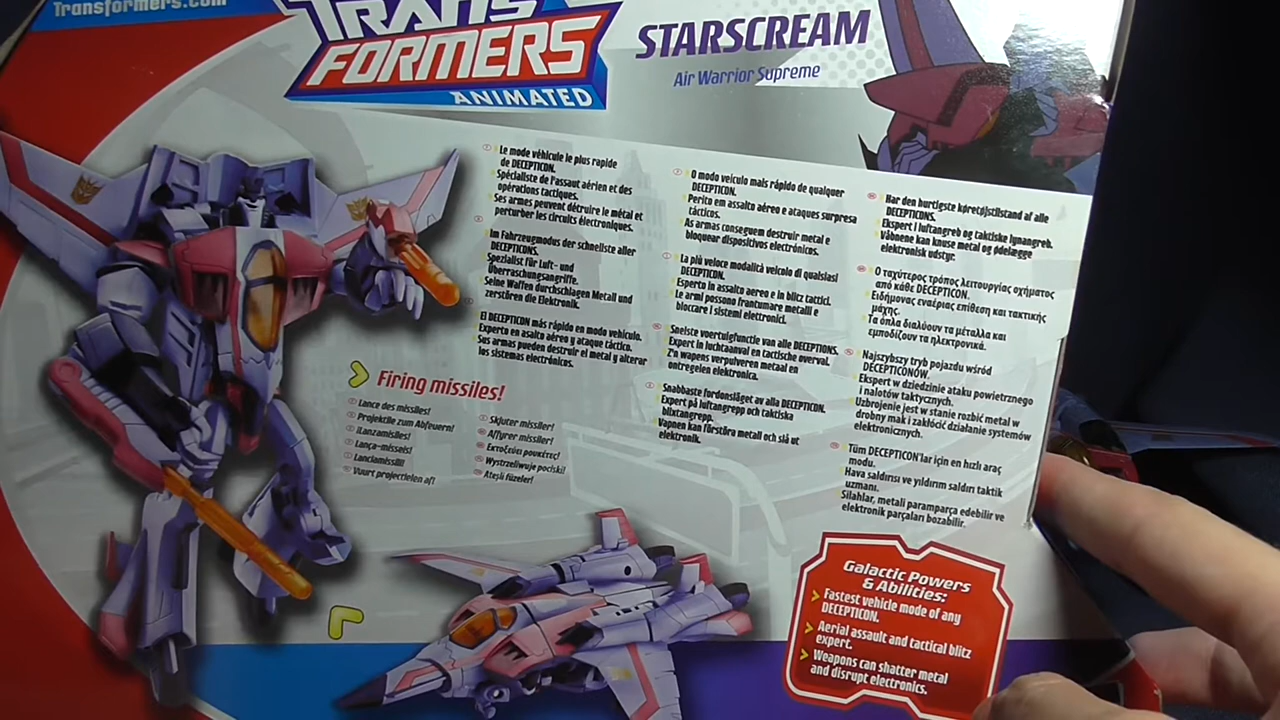 Transformers.com
TRANS
FORMERS
ANIMATED
STARSCREAM
Air Warrior Supreme
Le mode véhicule le plus rapide
de DECEPTICON.
Spécialiste de l'assaut aérien et des
opérations tactiques.
Ses armes peuvent détruire le métal et
perturber les circuits électroniques.
Im Fahrzeugmodus der schnellste aller
DECEPTICONS.
Spezialist für Luft- und
Überraschungsangriffe.
Seine Waffen durchschlagen Metall und
zerstören die Elektronik.
El DECEPTICON más rápido en modo vehículo.
Experto en asalto aéreo y ataque táctico.
Sus armas pueden destruir el metal y alterar
los sistemas electrónicos.
O modo veículo mais rápido de qualquer
DECEPTICON.
Perito em assalto aéreo e ataques surpresa
tácticos.
As armas conseguem destruir metal e
bloquear dispositivos electrónicos.
La più veloce modalità veicolo di qualsiasi
DECEPTICON.
Esperto in assalto aereo e in blitz tattici.
Le armi possono frantumare metalli e
bloccare i sistemi elettronici.
Snelste voertuigfunctie van alle DECEPTIONS.
Expert in luchtaanval en tactische overval.
Z'n wapens verpulveren metaal en
ontregelen elektronica.
Snabbaste fordonsläget av alla DECEPTICON.
Expert på luftangrepp och taktiska
blixtangrepp.
Vapnen kan förstöra metall och slå ut
elektronik.
Har den hurtigste køretøjstilstand af alle
DECEPTICONS.
Ekspert i luftangreb og taktiske lynangreb.
Våbnene kan knuse metal og ødelægge
elektronisk udstyr.
Ο ταχύτερος τρόπος λειτουργίας οχήματος
από κάθε DECEPTICON.
Ειδήμονας εναέριας επίθεση και τακτικής
μάχης.
Τα όπλα διαλύουν τα μέταλλα και
εμποδίζουν τα ηλεκτρονικά.
Najszybszy tryb pojazdu wśród
DECEPTICONÓW.
Ekspert w dziedzinie ataku powietrznego
i nalotów taktycznych.
Uzbrojenie jest w stanie rozbić metal w
drobny mak i zakłócić działanie systemów
elektronicznych.
Tüm DECEPTICON'lar için en hızlı araç
modu.
Hava saldırısı ve yıldırım saldırı taktik
uzmanı.
Silahlar, metali paramparça edebilir ve
elektronik parçaları bozabilir.
Firing missiles!
Lance des missiles!
Projektile zum Abfeuern!
¡Lanzamisiles!
Lança-mísseis!
Lanciamissili!
Vuurt projectielen af!
Skjuter missiler!
Affyrer missiler!
Εκτοξεύει ρουκέτες!
Wystrzeliwuje pociski!
Ateşli füzeler!
Galactic Powers
& Abilities:
Fastest vehicle mode of any
DECEPTICON.
Aerial assault and tactical blitz
expert.
Weapons can shatter metal
and disrupt electronics.